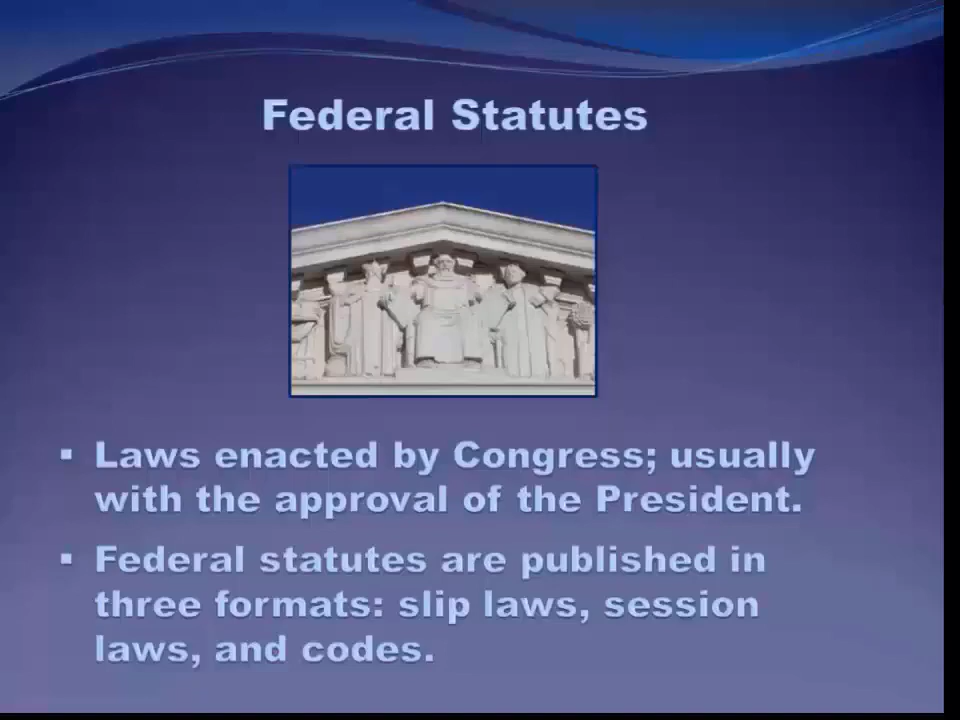 Federal Statutes
▪ Laws enacted by Congress; usually
with the approval of the President.
▪ Federal statutes are published in
three formats: slip laws, session
laws, and codes.